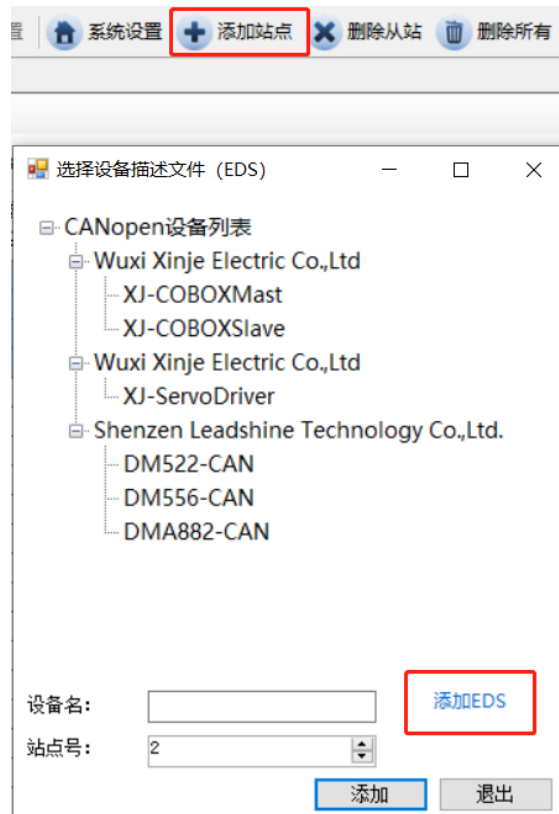 置 系统设置 添加站点 删除从站 删除所有
选择设备描述文件（EDS）
CANopen设备列表
Wuxi Xinje Electric Co.,Ltd
XJ-COBOXMast
XJ-COBOXSlave
Wuxi Xinje Electric Co.,Ltd
XJ-ServoDriver
Shenzen Leadshine Technology Co.,Ltd.
DM522-CAN
DM556-CAN
DMA882-CAN
设备名： 添加EDS
站点号： 2
添加 退出